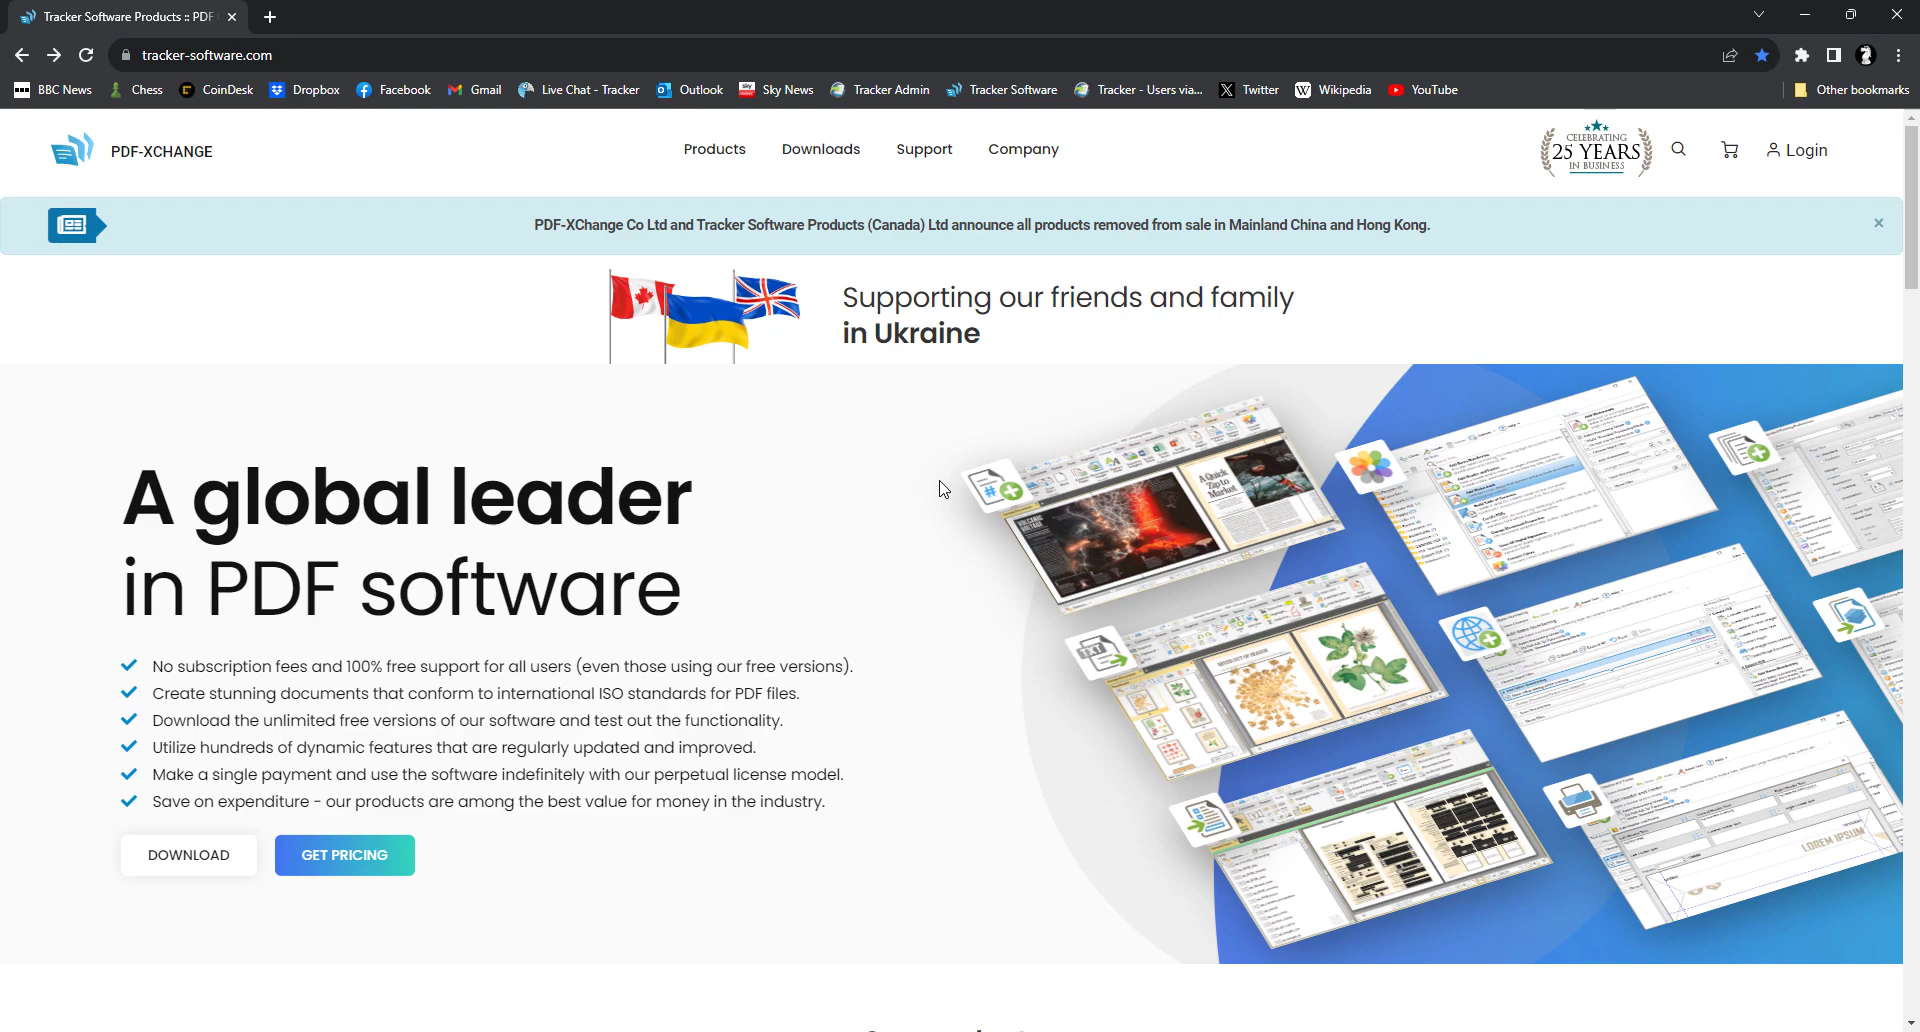 Tracker Software Products :: PDF
tracker-software.com
BBC News
Chess
CoinDesk
Dropbox
Facebook
Gmail
Live Chat - Tracker
Outlook
Sky News
Tracker Admin
Tracker Software
Tracker - Users via...
Twitter
Wikipedia
YouTube
Other bookmarks
PDF-XCHANGE
Products
Downloads
Support
Company
CELEBRATING
25 YEARS
IN BUSINESS
Login
PDF-XChange Co Ltd and Tracker Software Products (Canada) Ltd announce all products removed from sale in Mainland China and Hong Kong.
Supporting our friends and family
in Ukraine
A global leader
in PDF software
No subscription fees and 100% free support for all users (even those using our free versions).
Create stunning documents that conform to international ISO standards for PDF files.
Download the unlimited free versions of our software and test out the functionality.
Utilize hundreds of dynamic features that are regularly updated and improved.
Make a single payment and use the software indefinitely with our perpetual license model.
Save on expenditure - our products are among the best value for money in the industry.
DOWNLOAD
GET PRICING
A Quick
Zip to
Market
TXT
LOREM IPSUM